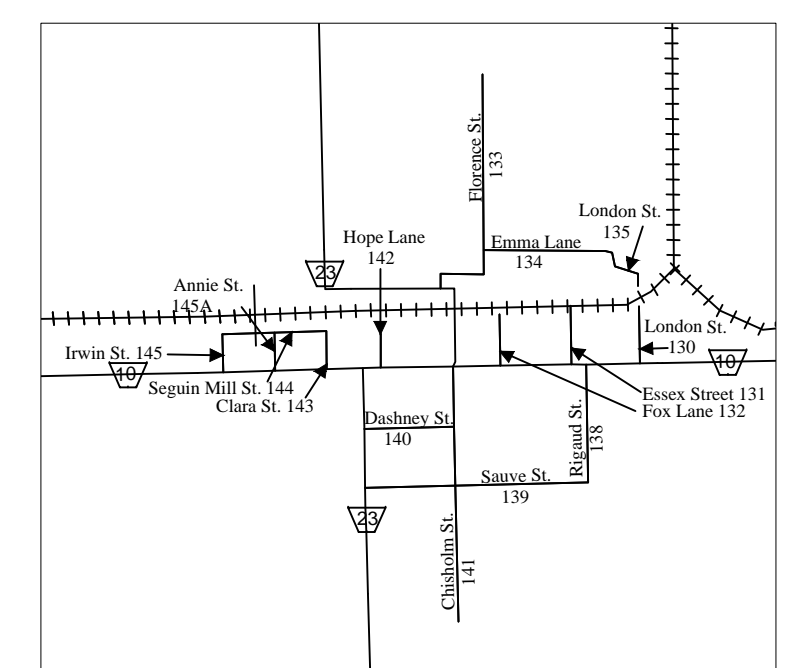 Florence St.
133
London St.
135
Hope Lane
142
Emma Lane
134
23
Annie St.
145A
London St.
130
Irwin St. 145
10
10
Seguin Mill St. 144
Clara St. 143
Essex Street 131
Fox Lane 132
Dashney St.
140
Rigaud St.
138
Sauve St.
139
23
Chisholm St.
141